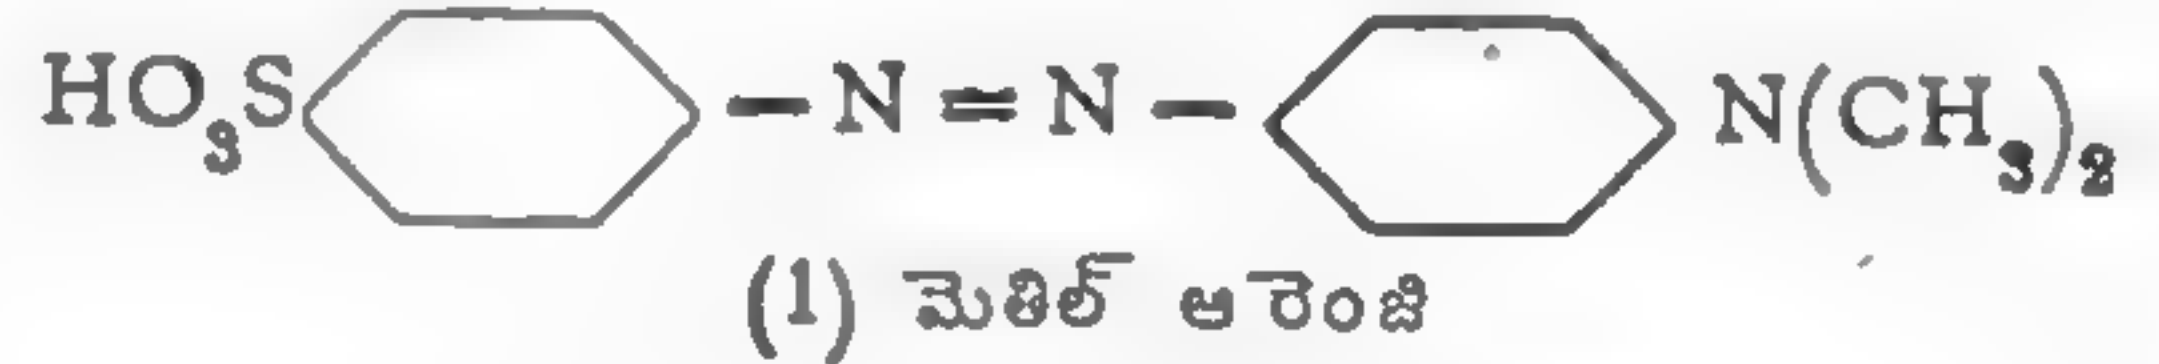 HO₃S –N=N– N(CH₃)₂
(1) మెతిల్ ఆరెంజి